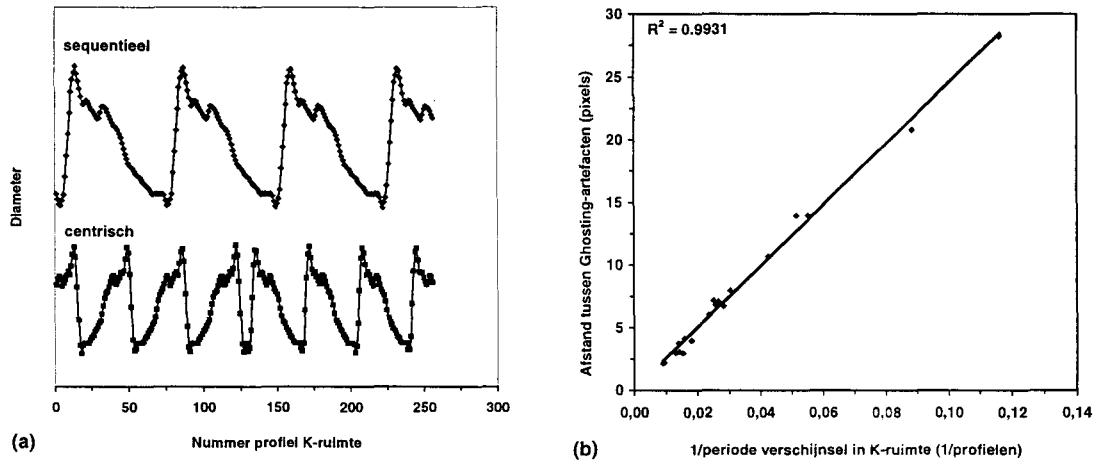 sequentieel
centrisch
Diameter
0
50
100
150
200
250
300
Nummer profiel K-ruimte
(a)
R² = 0.9931
Afstand tussen Ghosting-artefacten (pixels)
30
25
20
15
10
5
0
0,00
0,02
0,04
0,06
0,08
0,10
0,12
0,14
1/periode verschijnsel in K-ruimte (1/profielen)
(b)